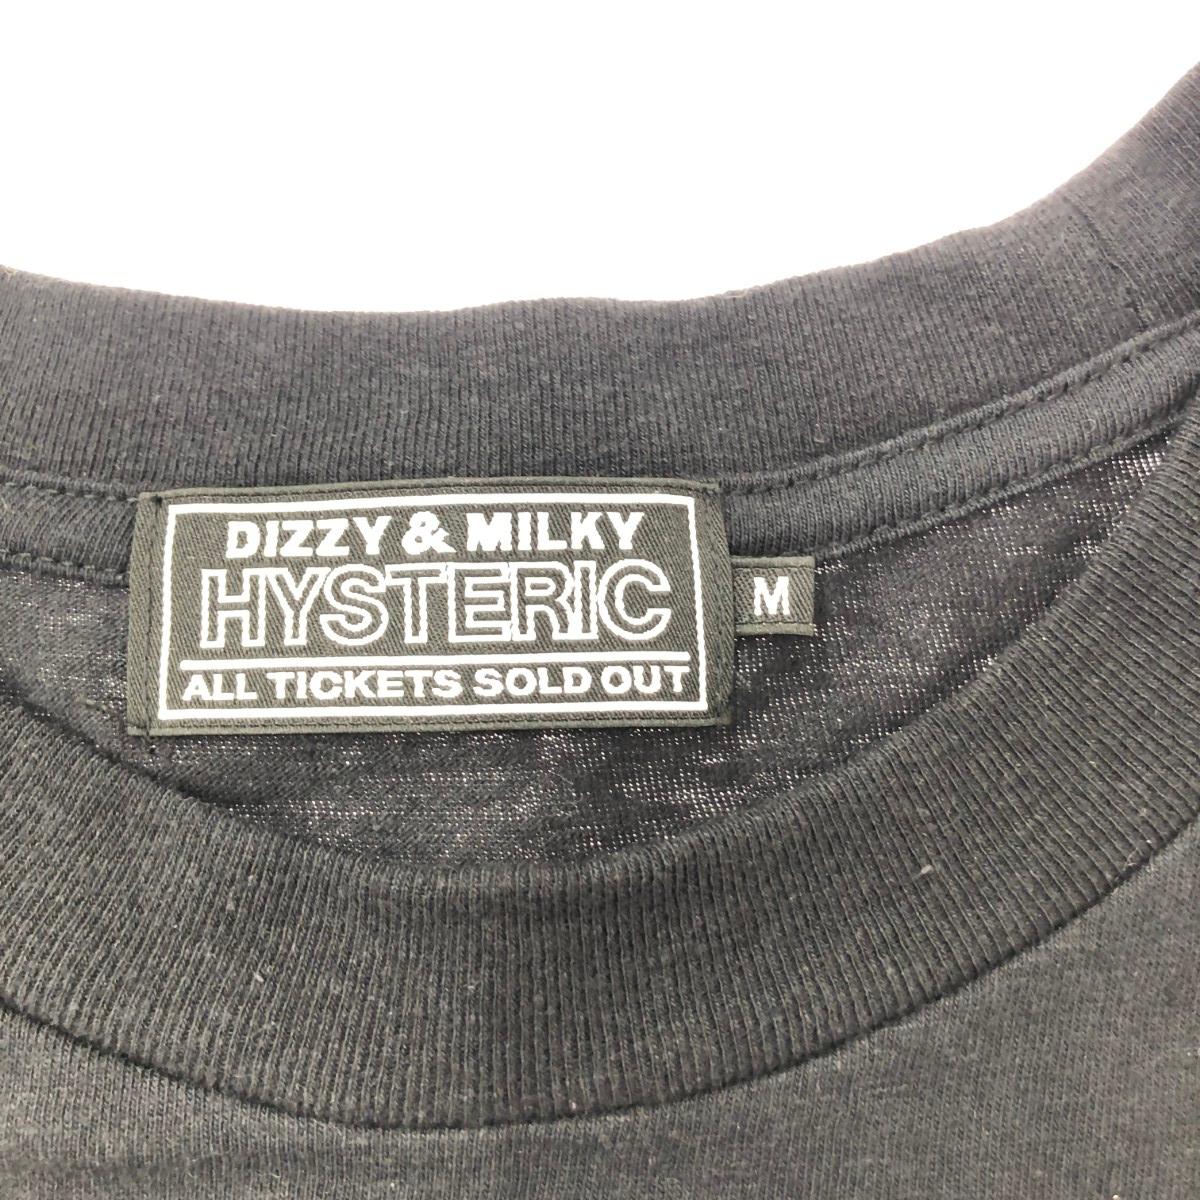 DIZZY & MILKY
HYSTERIC
ALL TICKETS SOLD OUT
M